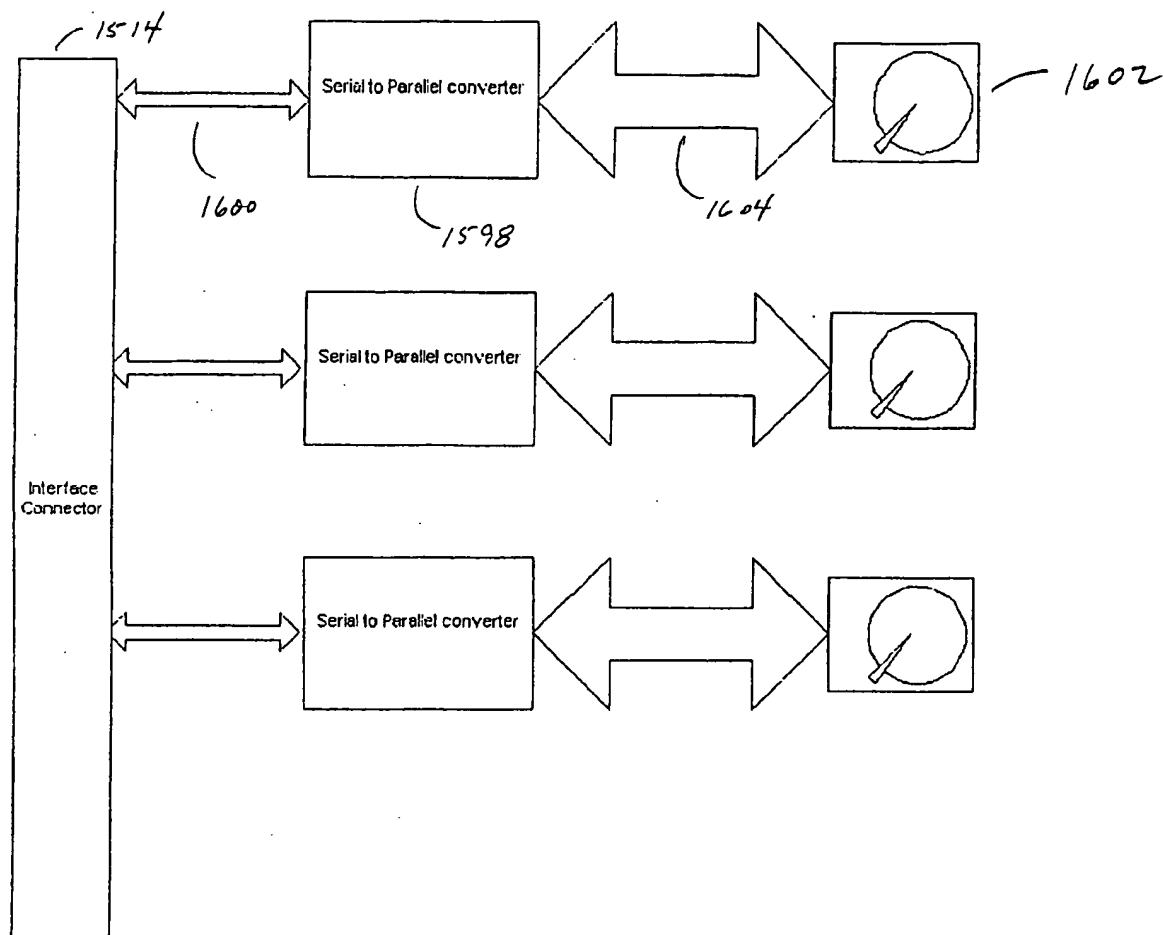 1514
Serial to Parallel converter
1602
1600
1598
1604
Serial to Parallel converter
Interface
Connector
Serial to Parallel converter